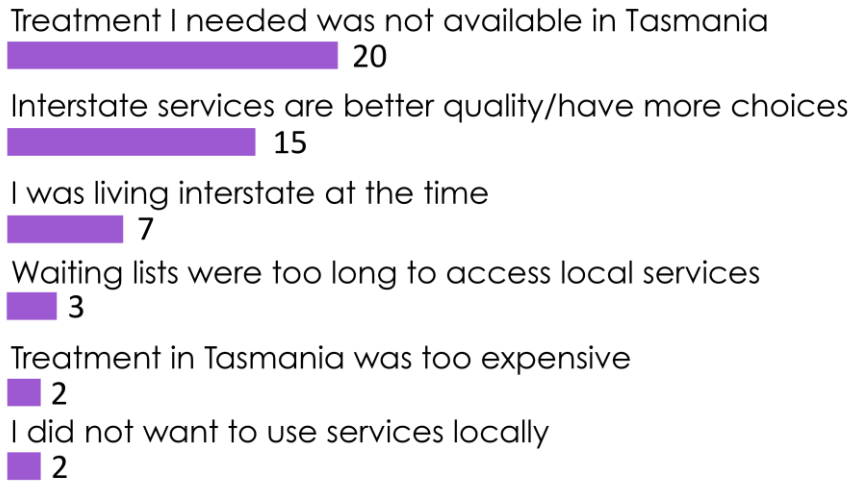 Treatment I needed was not available in Tasmania
20
Interstate services are better quality/have more choices
15
I was living interstate at the time
7
Waiting lists were too long to access local services
3
Treatment in Tasmania was too expensive
2
I did not want to use services locally
2